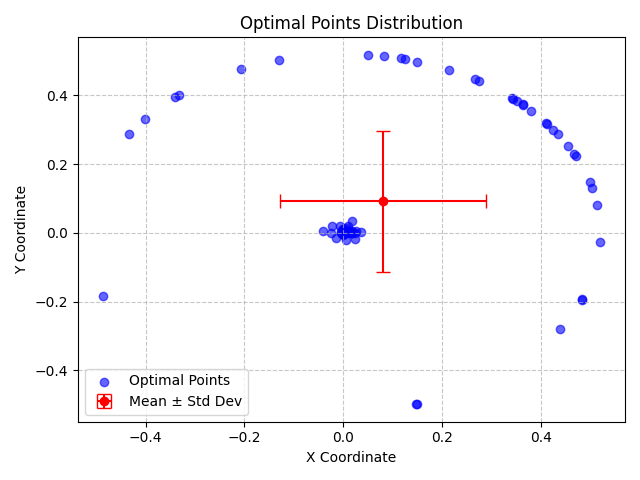 Optimal Points Distribution
Y Coordinate
0.4
0.2
0.0
−0.2
−0.4
Optimal Points
Mean ± Std Dev
−0.4 −0.2 0.0 0.2 0.4
X Coordinate